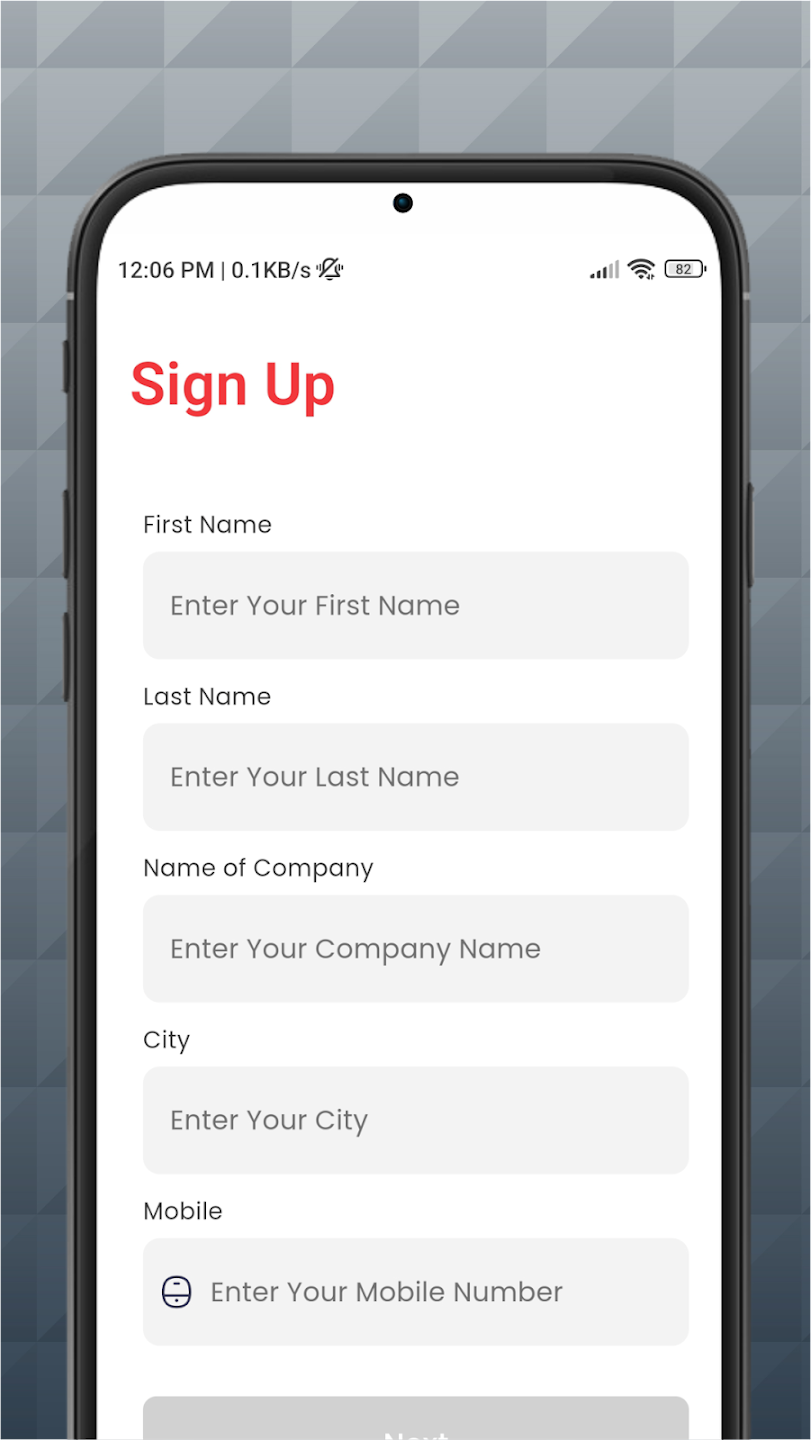 12:06 PM | 0.1KB/s
82
Sign Up
First Name
Enter Your First Name
Last Name
Enter Your Last Name
Name of Company
Enter Your Company Name
City
Enter Your City
Mobile
Enter Your Mobile Number
Next